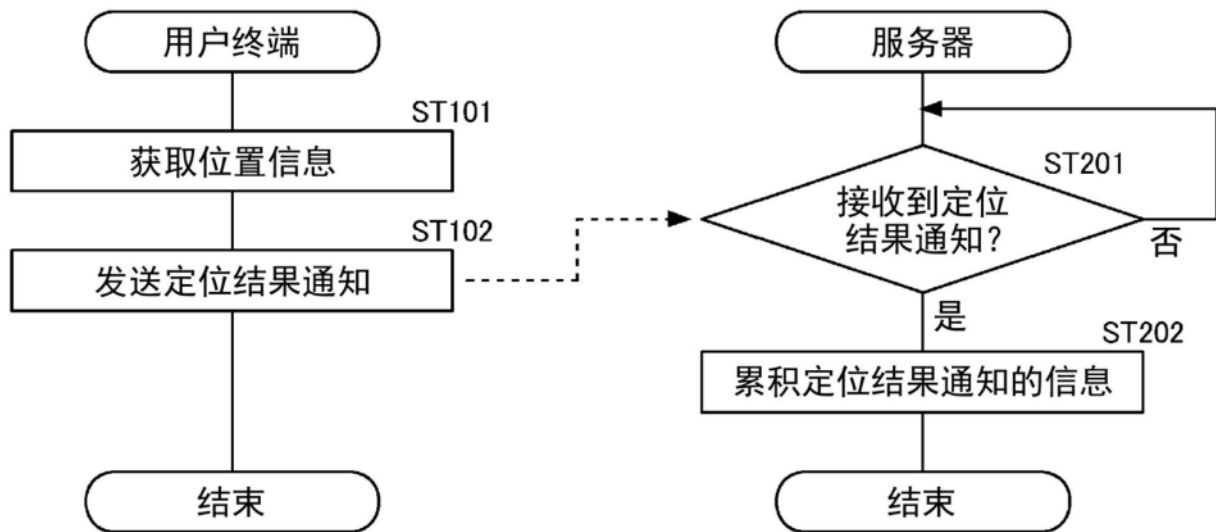 用户终端
ST101
获取位置信息
ST102
发送定位结果通知
结束
服务器
ST201
接收到定位
结果通知？
否
是
ST202
累积定位结果通知的信息
结束